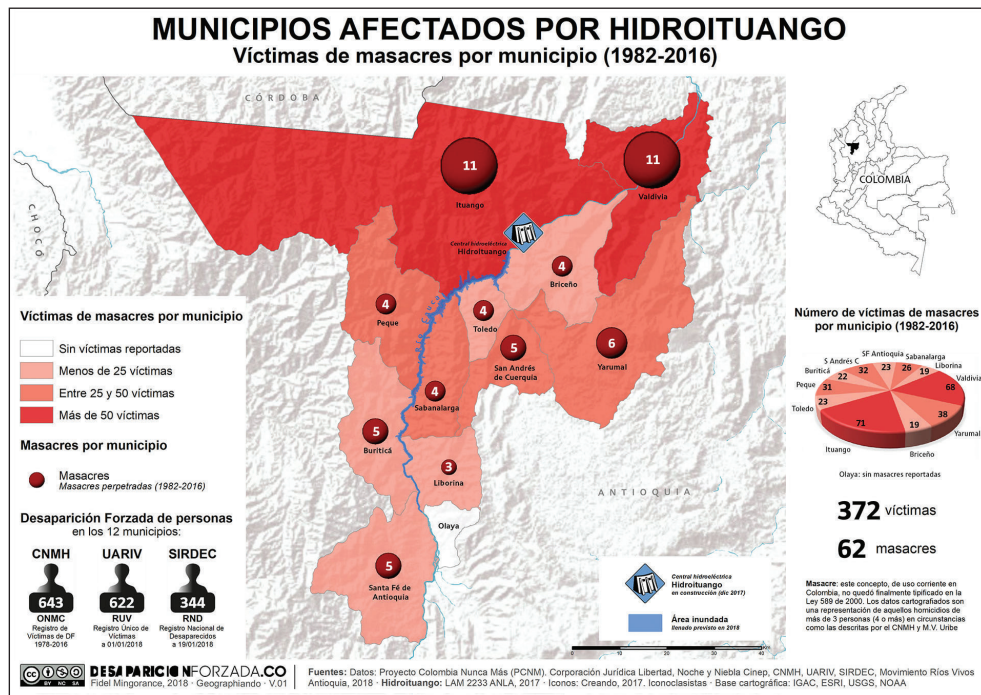 MUNICIPIOS AFECTADOS POR HIDROITUANGO
Víctimas de masacres por municipio (1982-2016)
CÓRDOBA
CHOCÓ
ANTIOQUIA
Cauca
11
Ituango
11
Valdivia
Central hidroeléctrica
Hidroituango
4
Briceño
4
Peque
4
Toledo
5
San Andrés
de Cuerquia
6
Yarumal
4
Sabanalarga
5
Buriticá
3
Liborina
Olaya
5
Santa Fé de
Antioquia
Víctimas de masacres por municipio
Sin víctimas reportadas
Menos de 25 víctimas
Entre 25 y 50 víctimas
Más de 50 víctimas
Masacres por municipio
Masacres
Masacres perpetradas (1982-2016)
Desaparición Forzada de personas
en los 12 municipios:
CNMH
643
ONMC
Registro de
Víctimas de DF
1978-2016
UARIV
622
RUV
Registro Único de
Víctimas
a 01/01/2018
SIRDEC
344
RND
Registro Nacional de
Desaparecidos
a 19/01/2018
COLOMBIA
Número de víctimas de masacres
por municipio (1982-2016)
SF Antioquia
23
Sabanalarga
26
Liborina
19
Valdivia
68
Yarumal
38
Briceño
19
Ituango
71
Toledo
23
Peque
31
Buriticá
22
S Andrés C
32
Olaya: sin masacres reportadas
372 víctimas
62 masacres
Masacre: este concepto, de uso corriente en
Colombia, no quedó finalmente tipificado en la
Ley 589 de 2000. Los datos cartografiados son
una representación de aquellos homicidios de
más de 3 personas (4 o más) en circunstancias
como las descritas por el CNMH y M.V. Uribe
Central hidroeléctrica
Hidroituango
en construcción (dic 2017)
Área inundada
llenado previsto en 2018
CC BY NC SA
DESAPARICIONFORZADA.CO
Fidel Mingorance, 2018 · Geographiando · V.01
Fuentes: Datos: Proyecto Colombia Nunca Más (PCNM). Corporación Jurídica Libertad, Noche y Niebla Cinep, CNMH, UARIV, SIRDEC, Movimiento Ríos Vivos
Antioquia, 2018 · Hidroituango: LAM 2233 ANLA, 2017 · Iconos: Creando, 2017. Iconoclasistas · Base cartográfica: IGAC, ESRI, USGS, NOAA